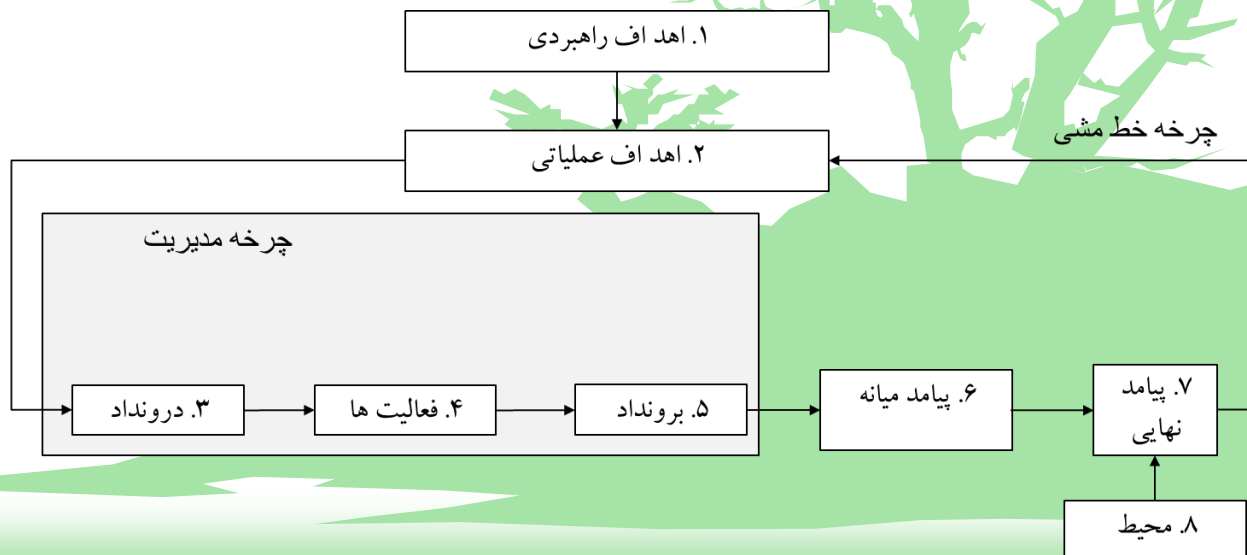 ۱. اهد اف راهبردی
چرخه خط مشی
۲. اهد اف عملیاتی
چرخه مدیریت
۳. درونداد
۴. فعالیت ها
۵. برونداد
۶. پیامد میانه
۷. پیامد
نهایی
۸. محیط